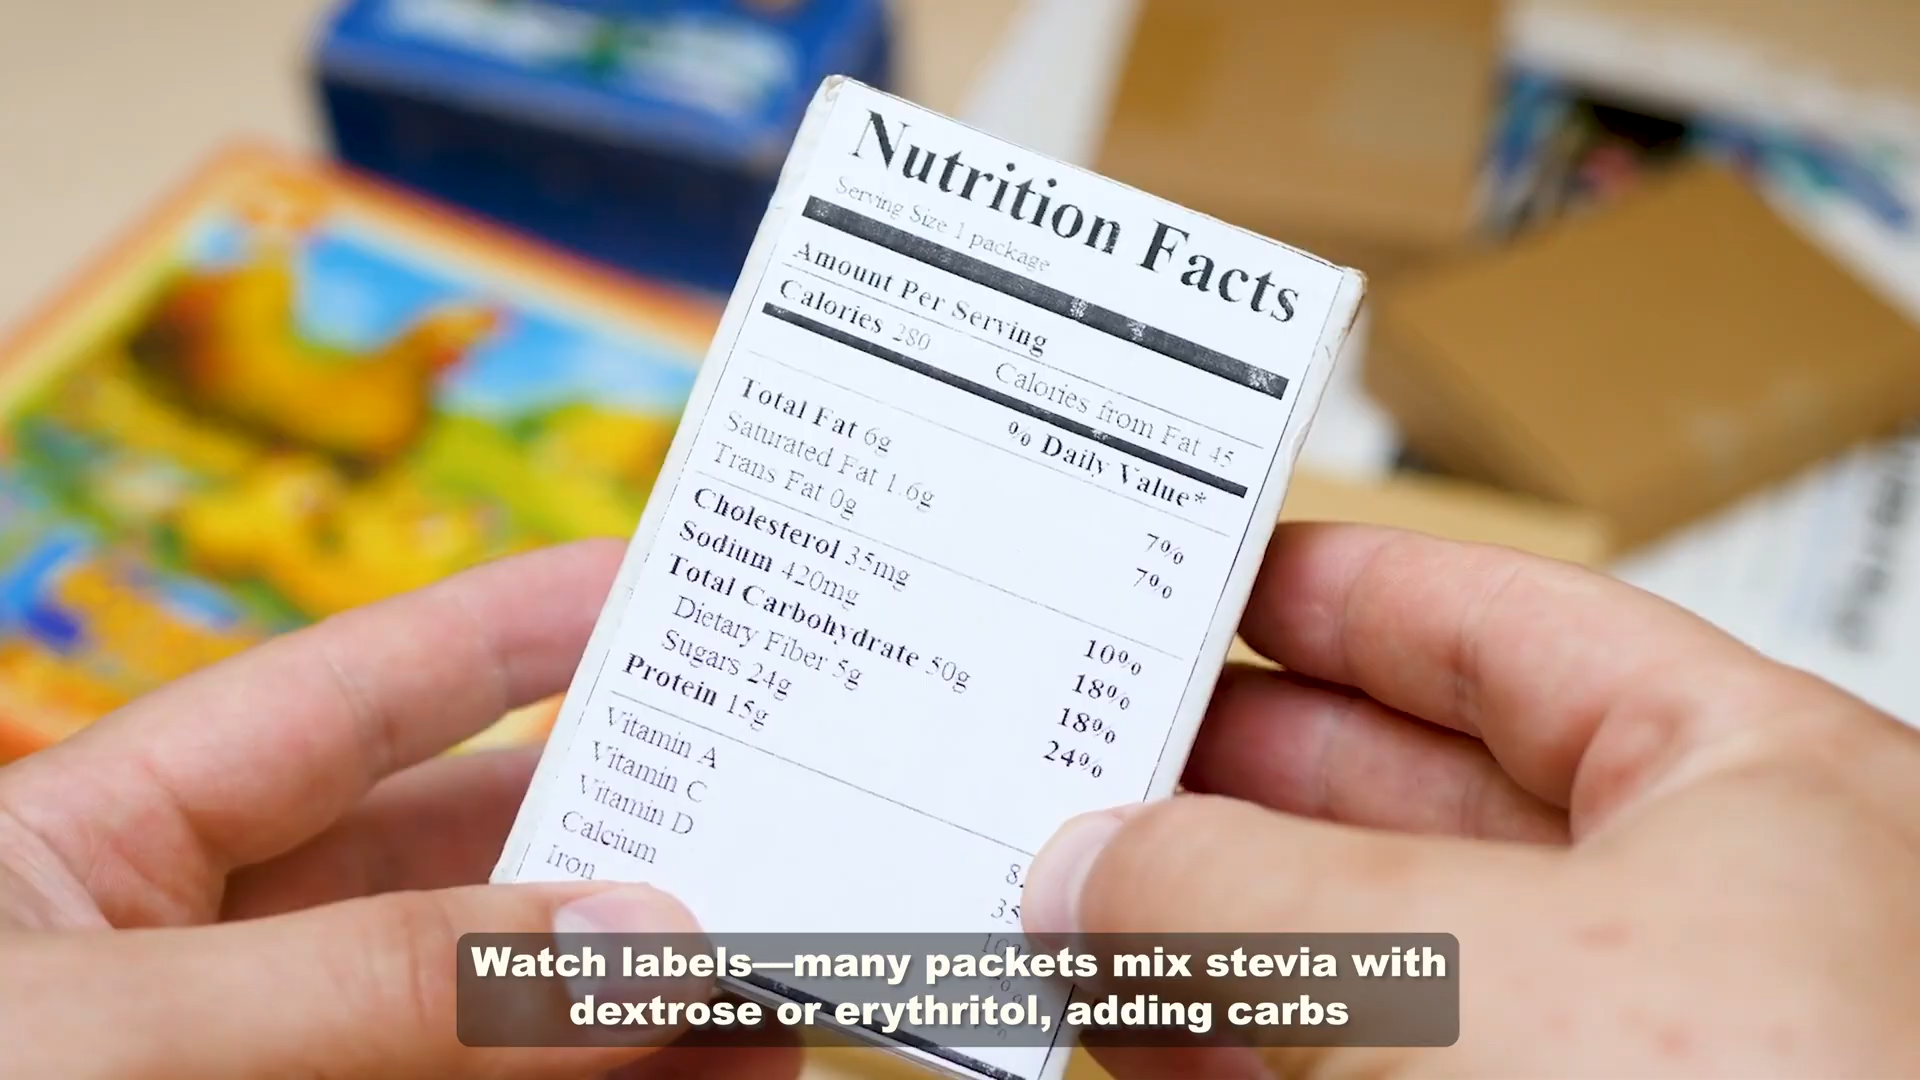 Nutrition Facts
Serving Size 1 package
Amount Per Serving
Calories 280 Calories from Fat 45
% Daily Value*
Total Fat 6g 7%
Saturated Fat 1.6g 7%
Trans Fat 0g
Cholesterol 35mg 10%
Sodium 420mg 18%
Total Carbohydrate 50g 18%
Dietary Fiber 5g 24%
Sugars 24g
Protein 15g
Vitamin A
Vitamin C
Vitamin D
Calcium
Iron
Watch labels—many packets mix stevia with
dextrose or erythritol, adding carbs